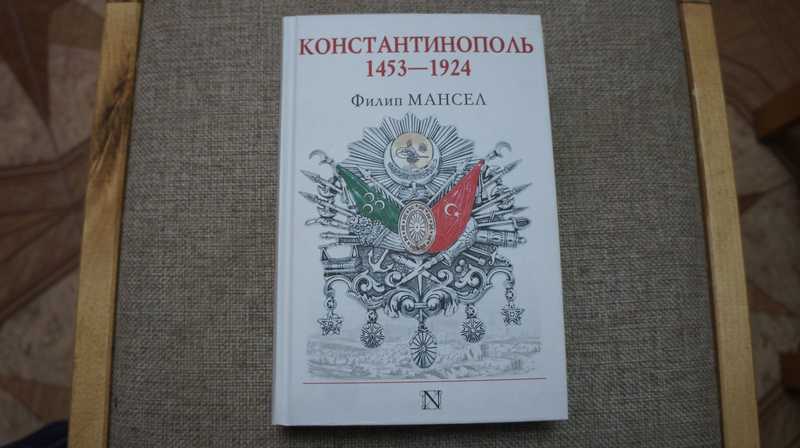 КОНСТАНТИНОПОЛЬ
1453—1924
Филип МАНСЕЛ
N